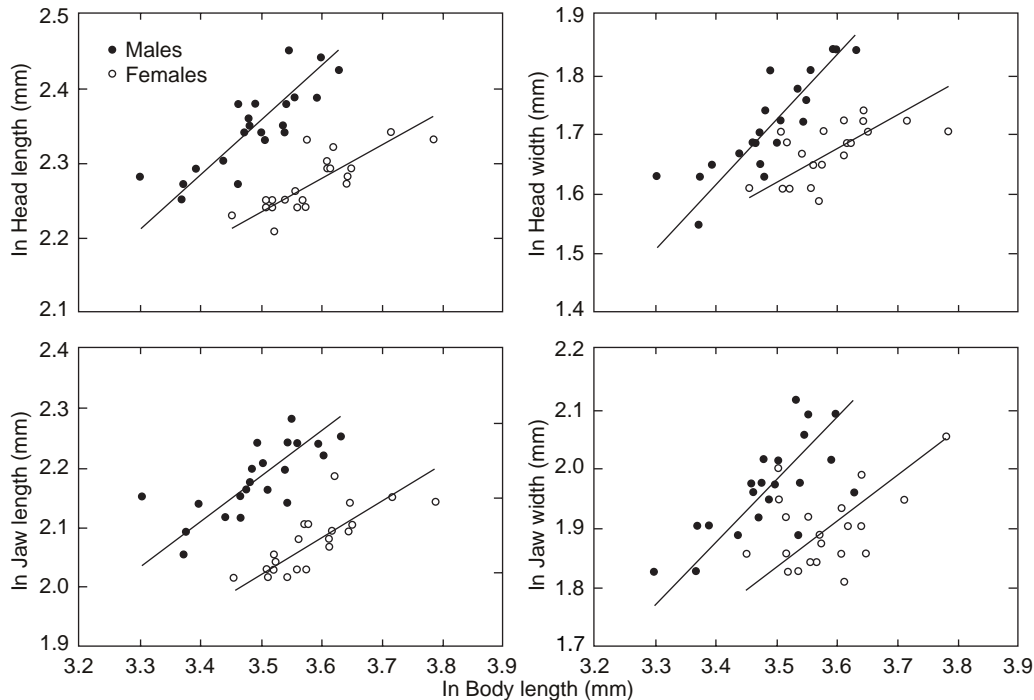 2.5
2.4
2.3
2.2
2.1
ln Head length (mm)
Males
Females
1.9
1.8
1.7
1.6
1.5
1.4
ln Head width (mm)
2.4
2.3
2.2
2.1
2.0
1.9
ln Jaw length (mm)
3.2 3.3 3.4 3.5 3.6 3.7 3.8 3.9
2.2
2.1
2.0
1.9
1.8
1.7
ln Jaw width (mm)
3.2 3.3 3.4 3.5 3.6 3.7 3.8 3.9
ln Body length (mm)